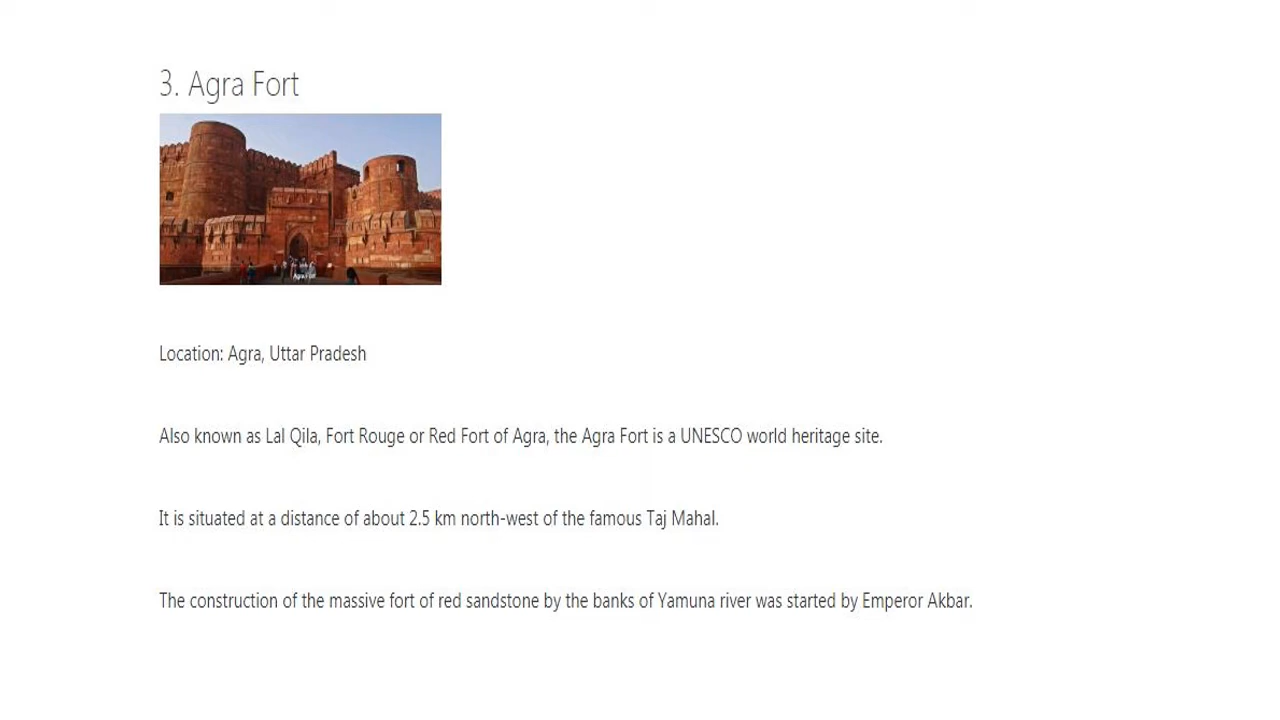 3. Agra Fort
Agra Fort
Location: Agra, Uttar Pradesh
Also known as Lal Qila, Fort Rouge or Red Fort of Agra, the Agra Fort is a UNESCO world heritage site.
It is situated at a distance of about 2.5 km north-west of the famous Taj Mahal.
The construction of the massive fort of red sandstone by the banks of Yamuna river was started by Emperor Akbar.